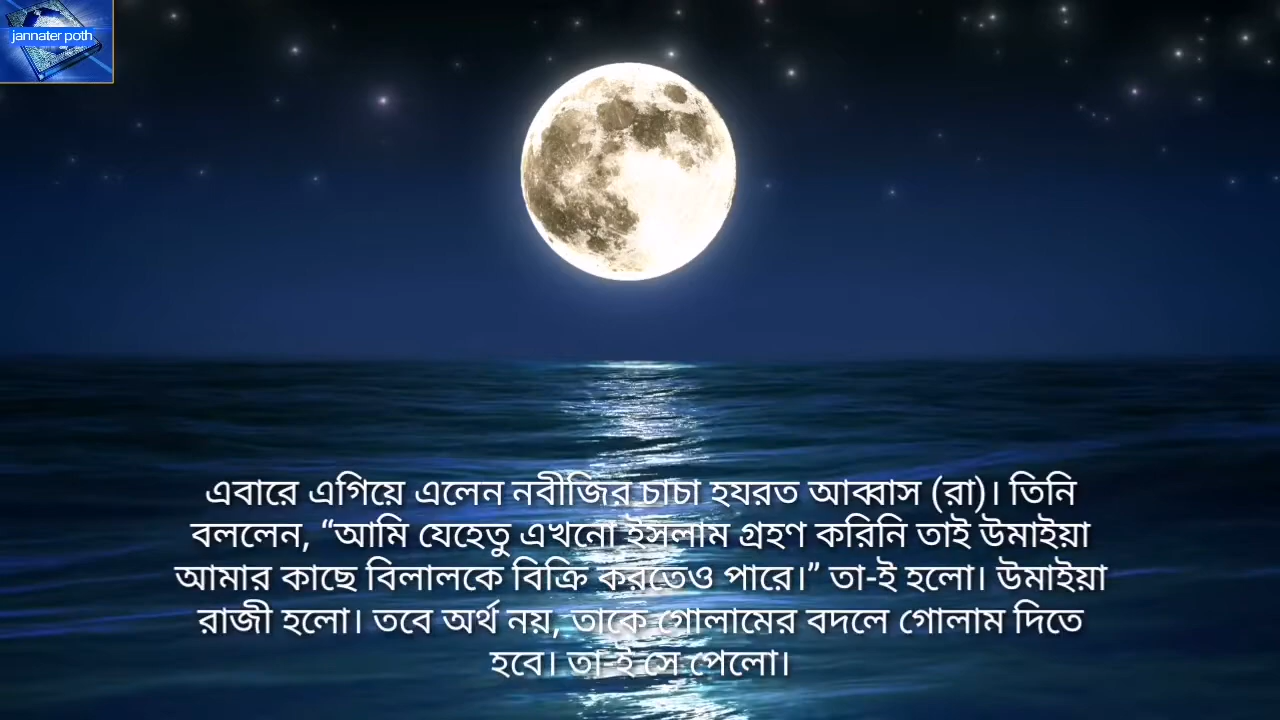 jannater poth
এবারে এগিয়ে এলেন নবীজির চাচা হযরত আব্বাস (রা)। তিনি
বললেন, “আমি যেহেতু এখনো ইসলাম গ্রহণ করিনি তাই উমাইয়া
আমার কাছে বিলালকে বিক্রি করতেও পারে।” তা-ই হলো। উমাইয়া
রাজী হলো। তবে অর্থ নয়, তাকে গোলামের বদলে গোলাম দিতে
হবে। তা-ই সে পেলো।